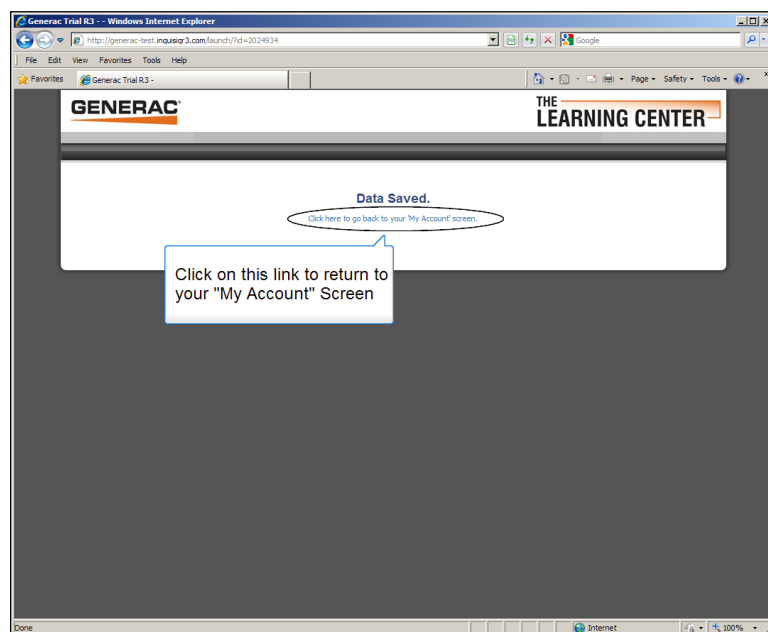 Generac Trial R3 - - Windows Internet Explorer
http://generac-test.inquisiqr3.com/launch/?id=2024934
Google
File Edit View Favorites Tools Help
Favorites
Generac Trial R3 -
Page Safety Tools
GENERAC
THE
LEARNING CENTER
Data Saved.
Click here to go back to your 'My Account' screen.
Click on this link to return to
your "My Account" Screen
Done
Internet
100%